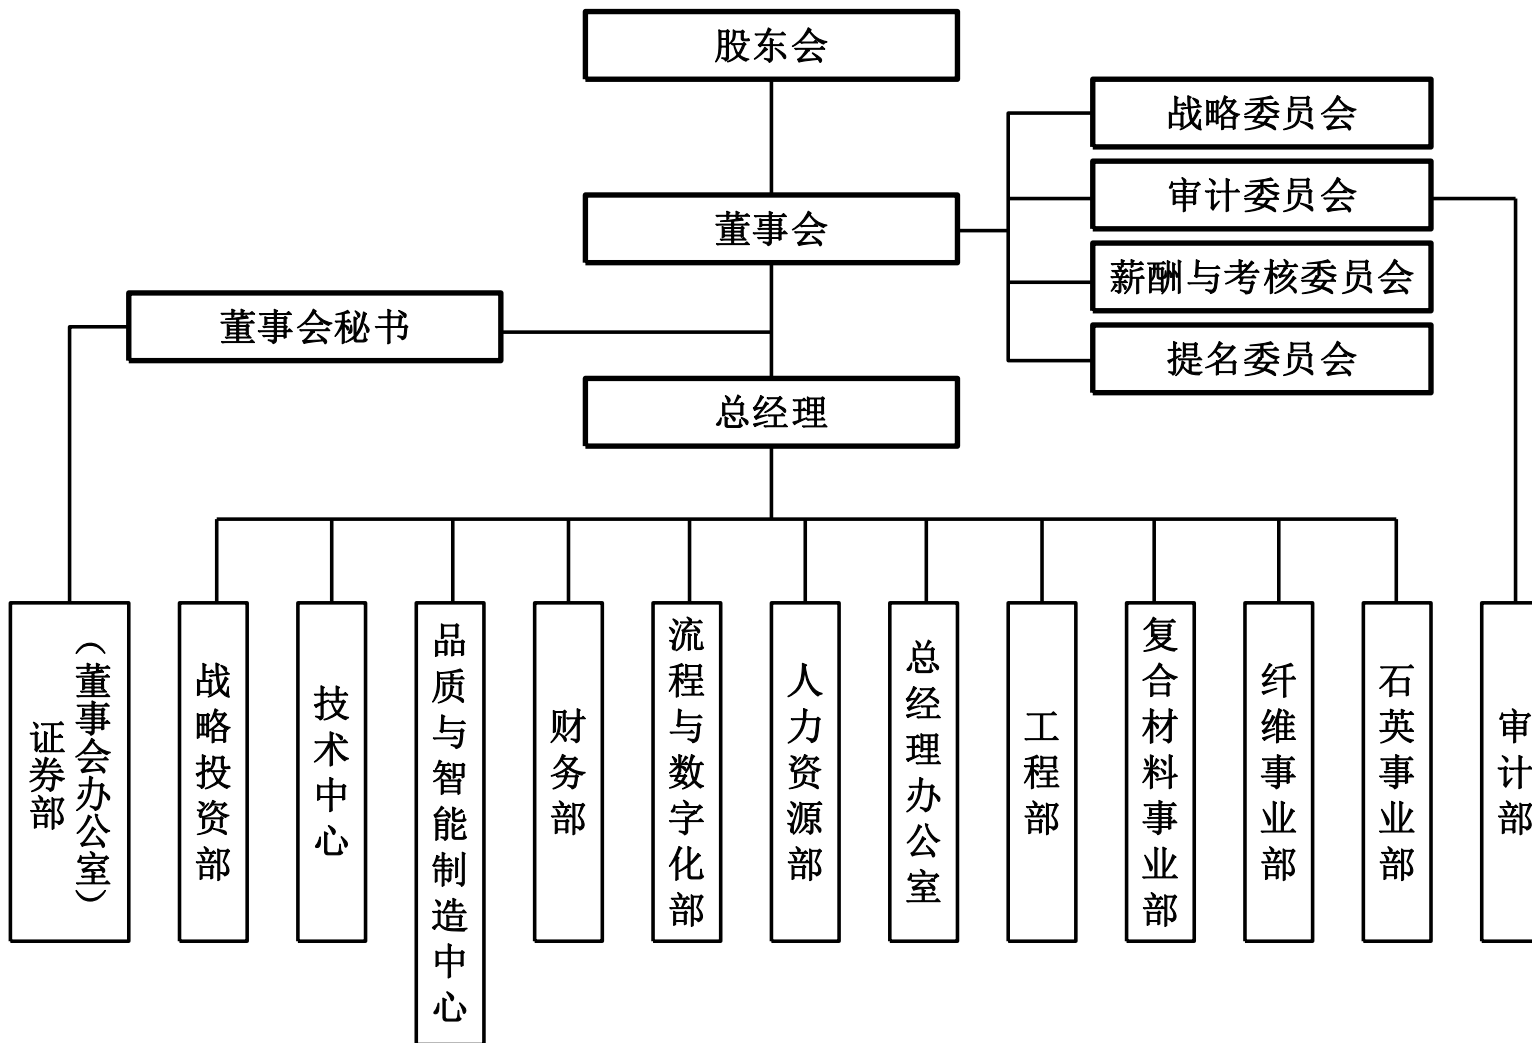 股东会
战略委员会
审计委员会
董事会
薪酬与考核委员会
董事会秘书
提名委员会
总经理
证券部
（董事会办公室）
战略投资部
技术中心
品质与智能制造中心
财务部
流程与数字化部
人力资源部
总经理办公室
工程部
复合材料事业部
纤维事业部
石英事业部
审计部